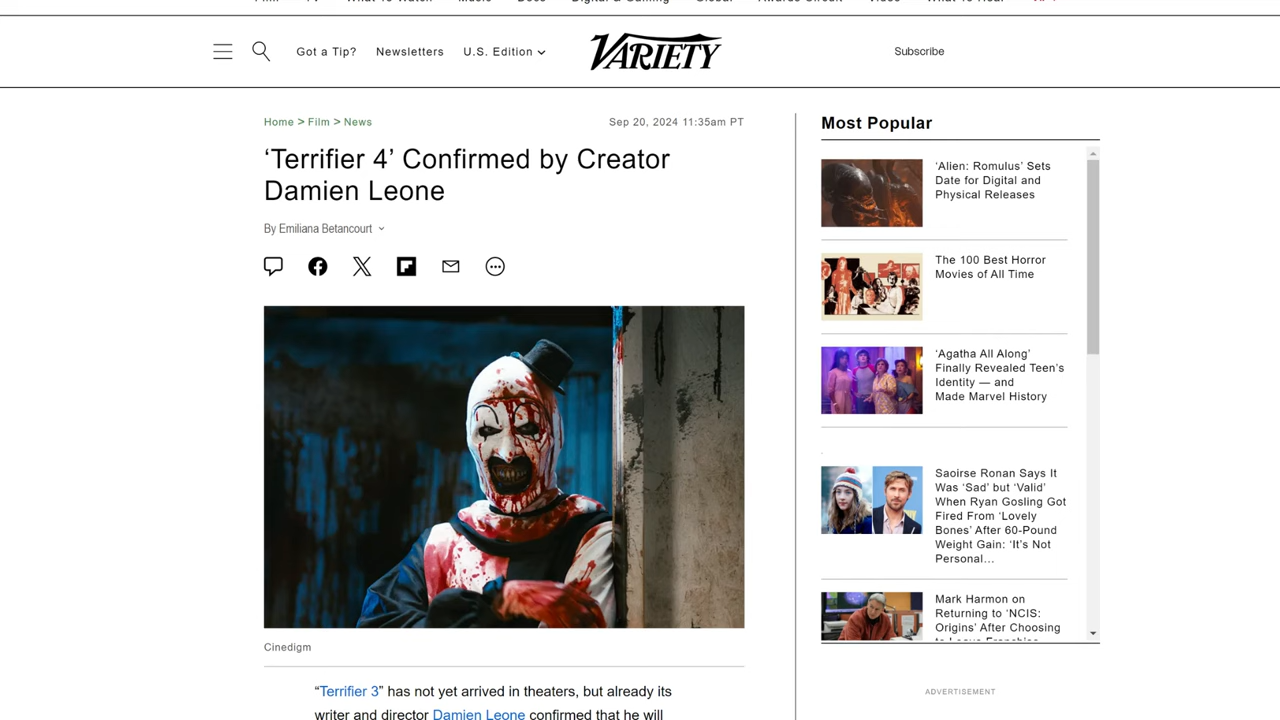 Got a Tip?
Newsletters
U.S. Edition
VARIETY
Subscribe
Home > Film > News
Sep 20, 2024 11:35am PT
‘Terrifier 4’ Confirmed by Creator
Damien Leone
By Emiliana Betancourt
Cinedigm
“Terrifier 3” has not yet arrived in theaters, but already its
writer and director Damien Leone confirmed that he will
Most Popular
‘Alien: Romulus’ Sets
Date for Digital and
Physical Releases
The 100 Best Horror
Movies of All Time
‘Agatha All Along’
Finally Revealed Teen’s
Identity — and
Made Marvel History
Saoirse Ronan Says It
Was ‘Sad’ but ‘Valid’
When Ryan Gosling Got
Fired From ‘Lovely
Bones’ After 60-Pound
Weight Gain: ‘It’s Not
Personal…
Mark Harmon on
Returning to ‘NCIS:
Origins’ After Choosing
ADVERTISEMENT